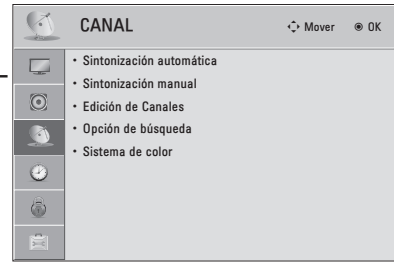 CANAL
Mover OK
• Sintonización automática
• Sintonización manual
• Edición de Canales
• Opción de búsqueda
• Sistema de color